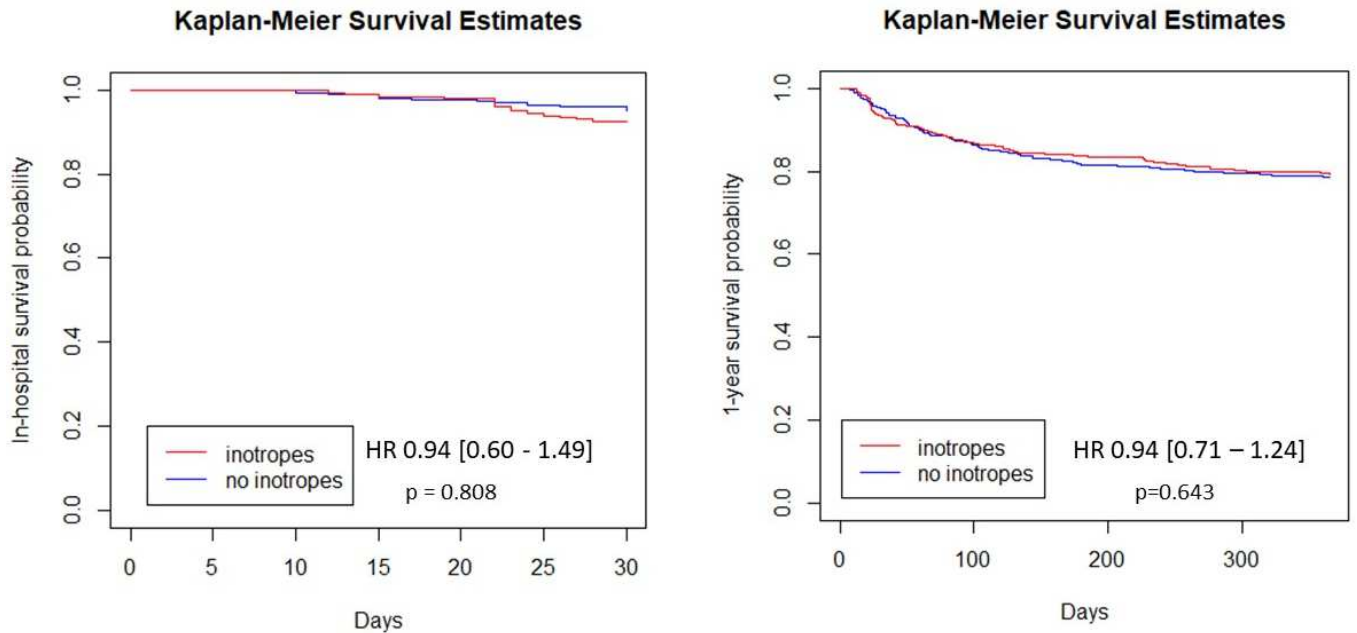 Kaplan-Meier Survival Estimates
In-hospital survival probability
1.0
0.8
0.6
0.4
0.2
0.0
inotropes
no inotropes
HR 0.94 [0.60 - 1.49]
p = 0.808
0 5 10 15 20 25 30
Days
Kaplan-Meier Survival Estimates
1-year survival probability
1.0
0.8
0.6
0.4
0.2
0.0
inotropes
no inotropes
HR 0.94 [0.71 – 1.24]
p=0.643
0 100 200 300
Days